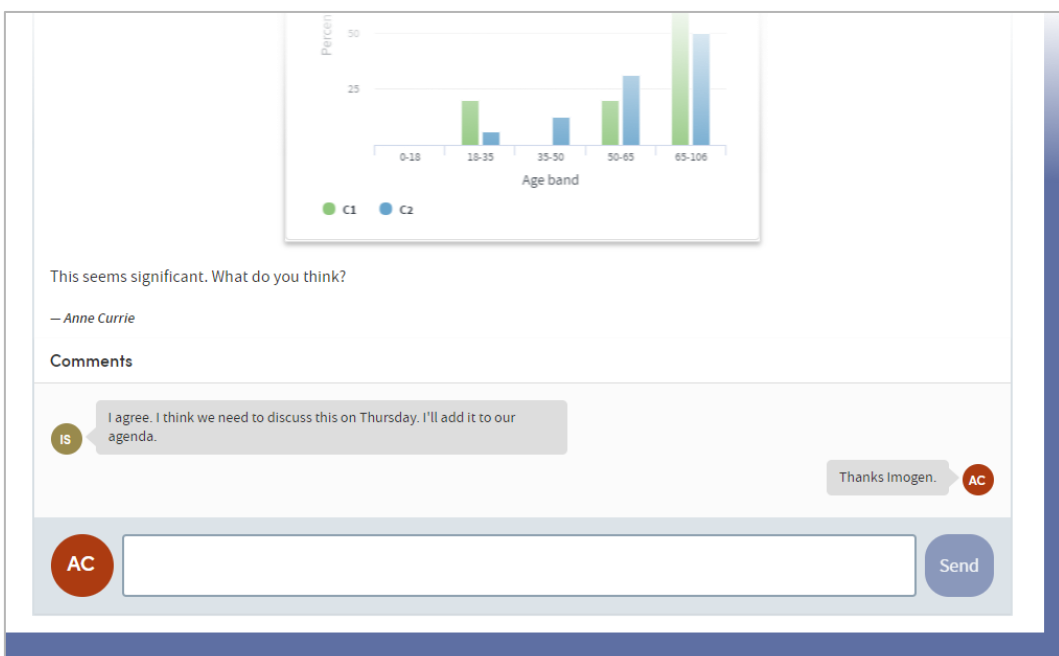 Percen
50
25
0-18 18-35 35-50 50-65 65-106
Age band
C1 C2
This seems significant. What do you think?
— Anne Currie
Comments
I agree. I think we need to discuss this on Thursday. I'll add it to our
agenda.
IS
Thanks Imogen.
AC
AC
Send